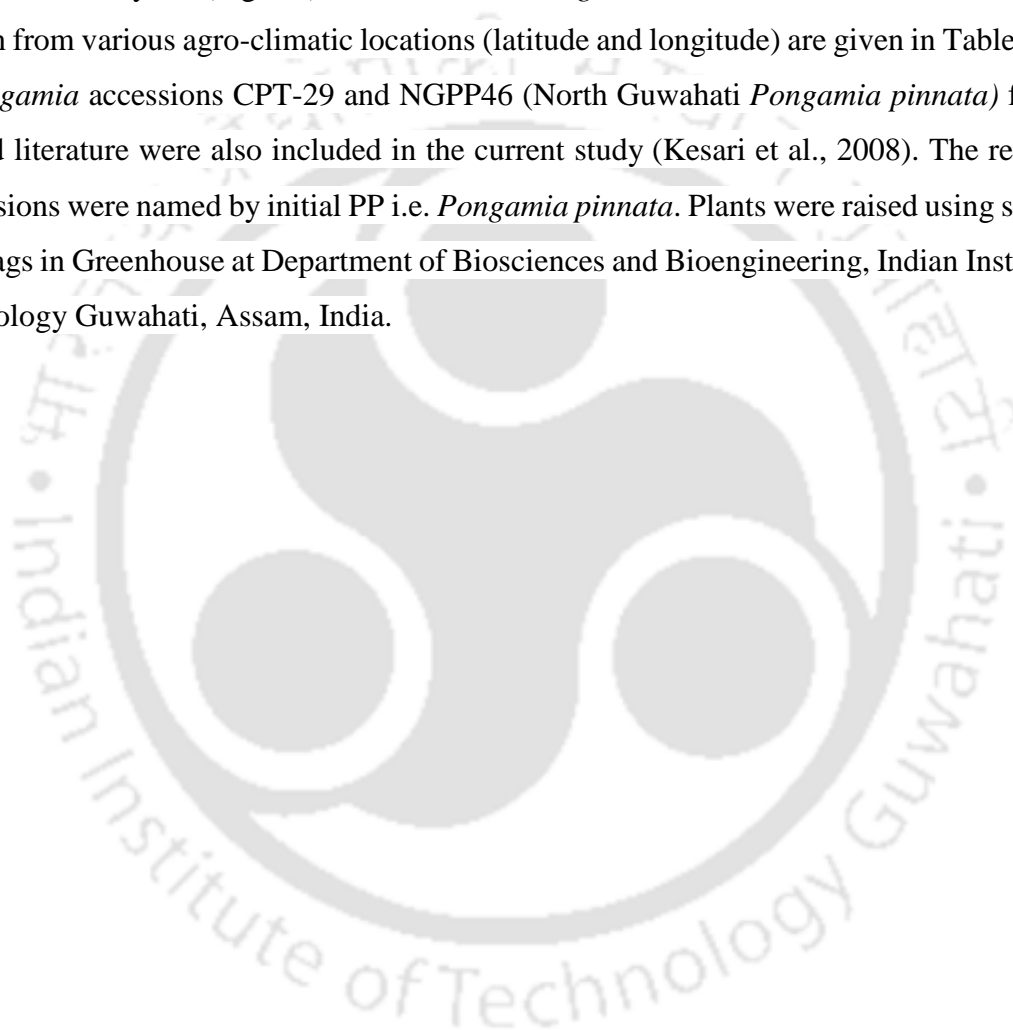 n from various agro-climatic locations (latitude and longitude) are given in Table
gamia accessions CPT-29 and NGPP46 (North Guwahati Pongamia pinnata) f
d literature were also included in the current study (Kesari et al., 2008). The re
sions were named by initial PP i.e. Pongamia pinnata. Plants were raised using s
ags in Greenhouse at Department of Biosciences and Bioengineering, Indian Inst
ology Guwahati, Assam, India.
Indian Institute of Technology Guwahati